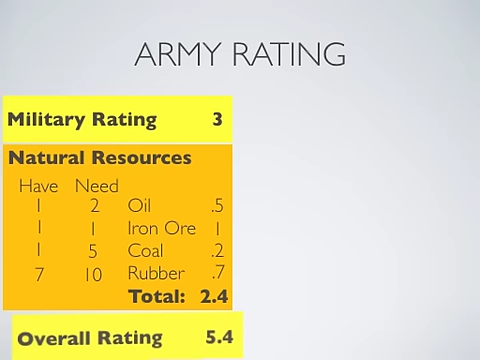 ARMY RATING
Military Rating 3
Natural Resources
Have Need
1 2 Oil .5
1 1 Iron Ore 1
1 5 Coal .2
7 10 Rubber .7
Total: 2.4
Overall Rating 5.4